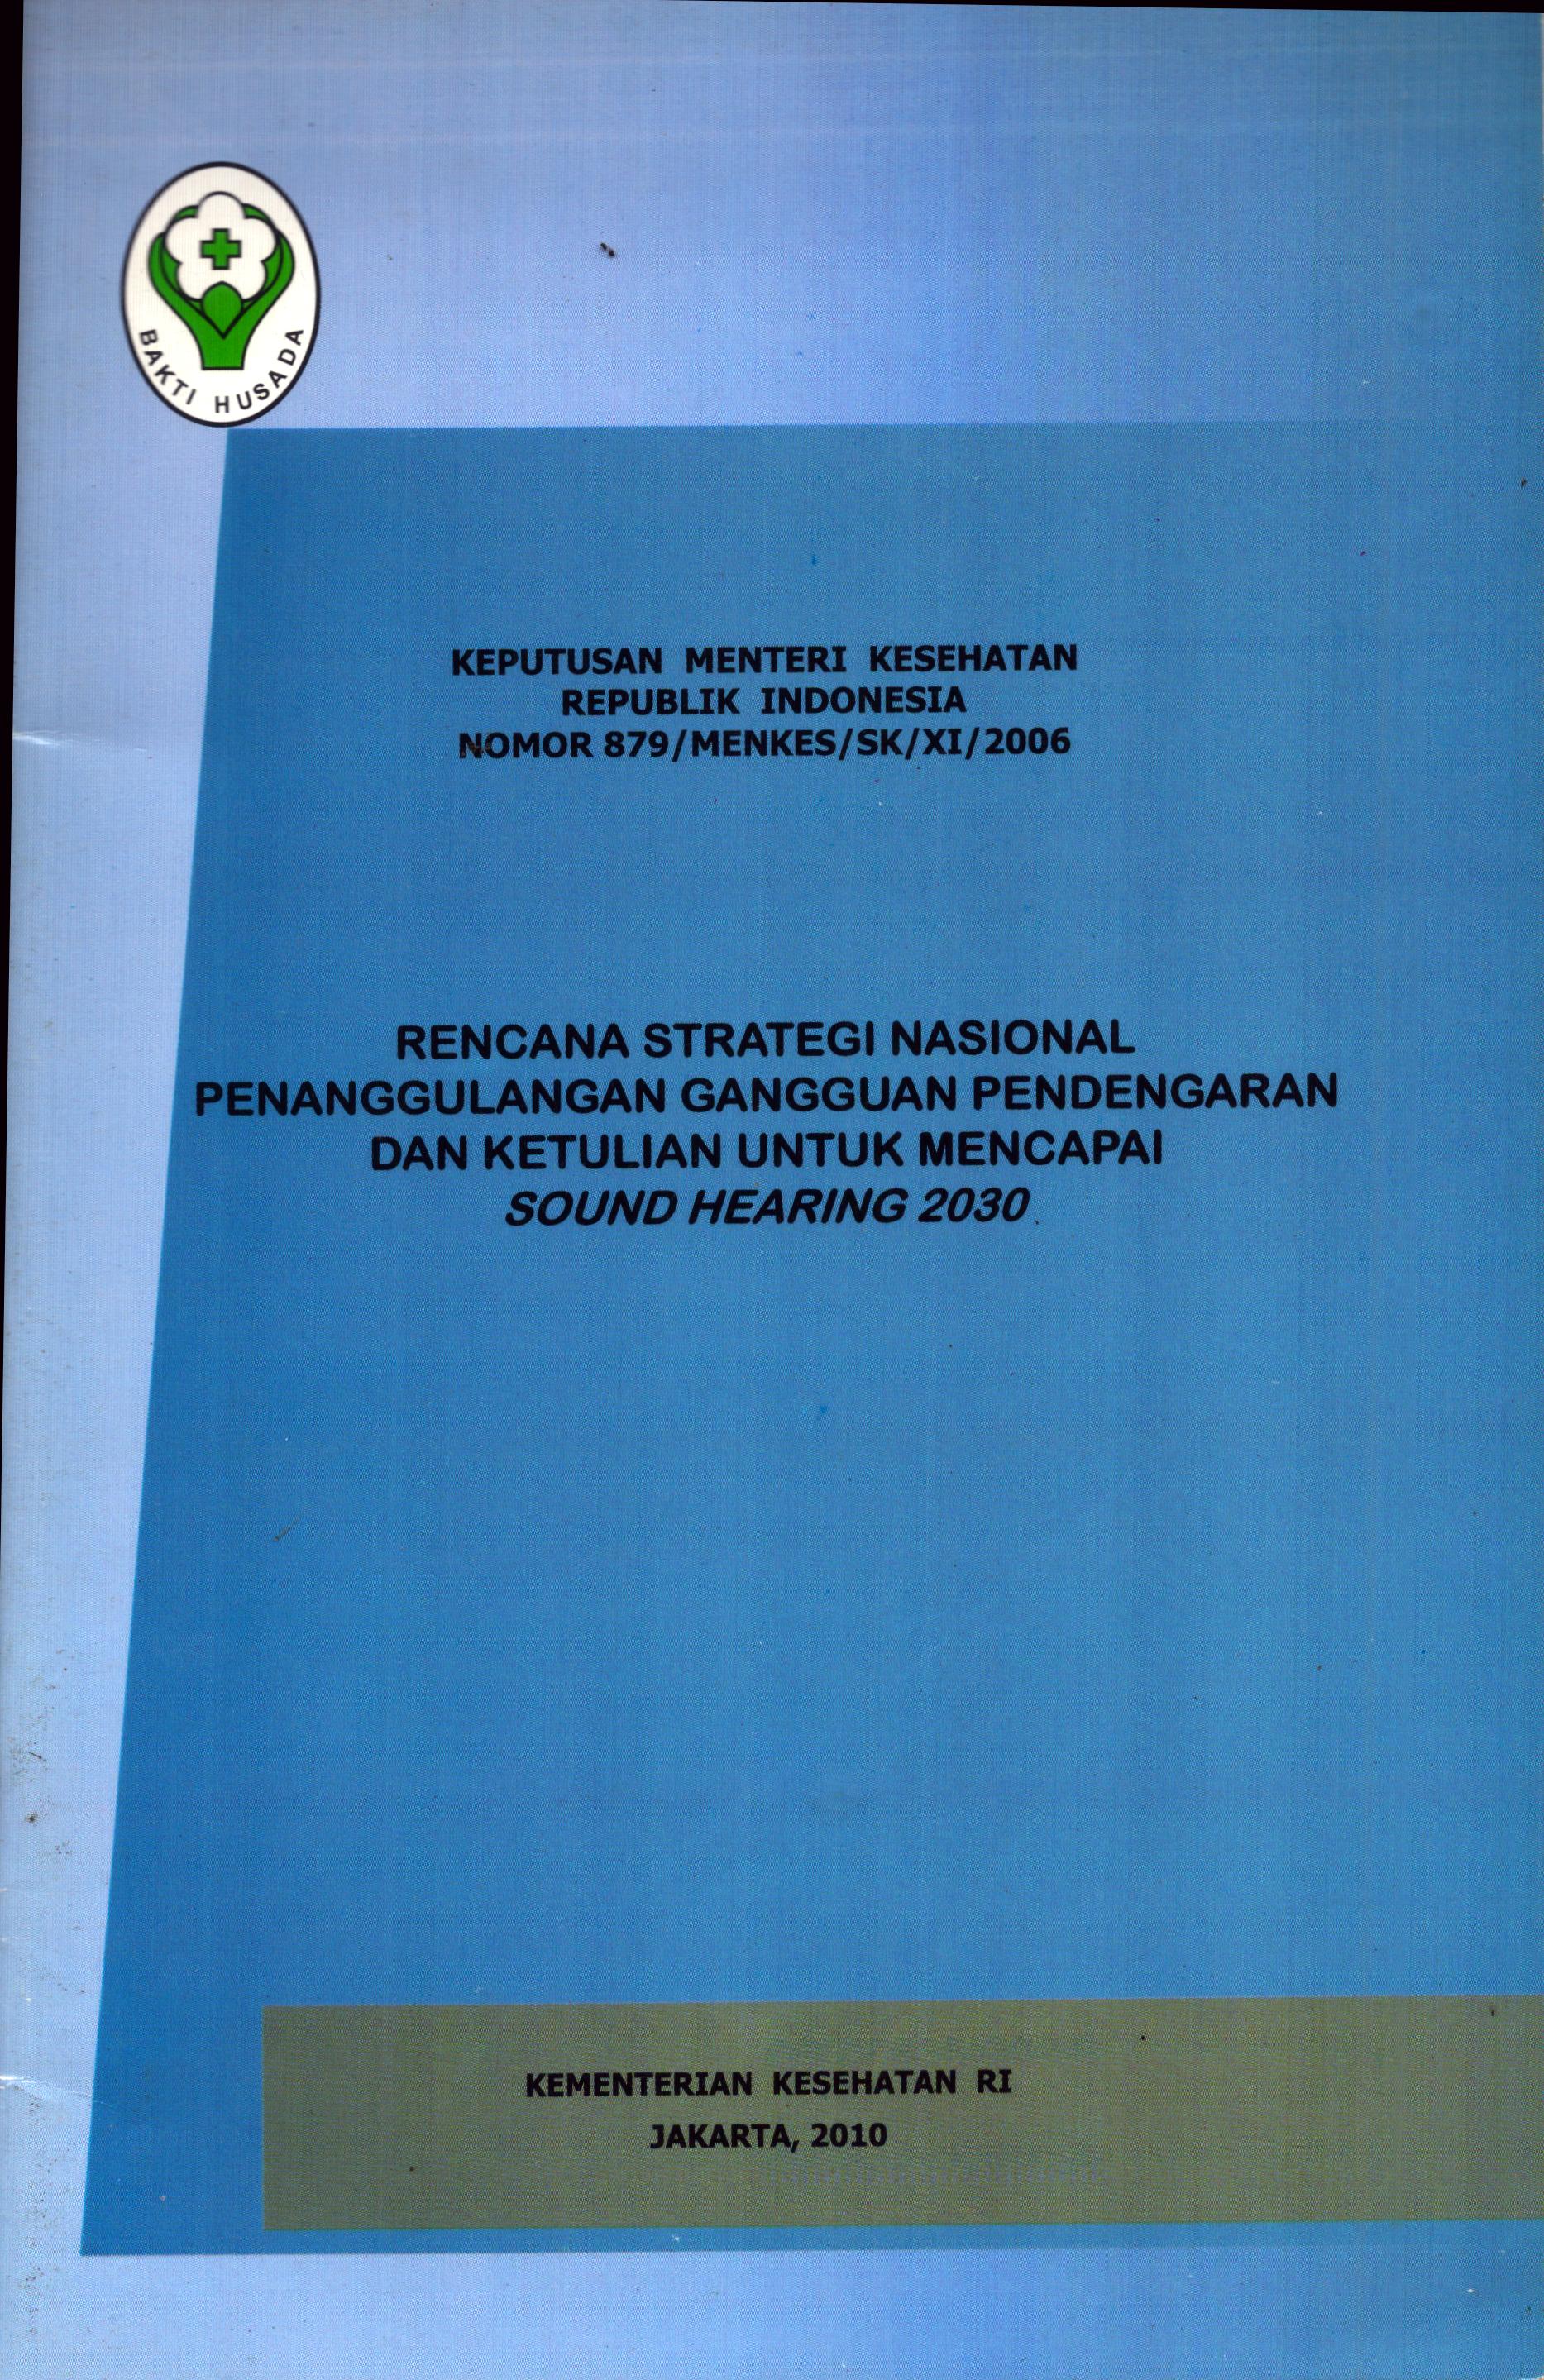 BAKTI HUSADA
KEPUTUSAN MENTERI KESEHATAN
REPUBLIK INDONESIA
NOMOR 879/MENKES/SK/XI/2006
RENCANA STRATEGI NASIONAL
PENANGGULANGAN GANGGUAN PENDENGARAN
DAN KETULIAN UNTUK MENCAPAI
SOUND HEARING 2030
KEMENTERIAN KESEHATAN RI
JAKARTA, 2010